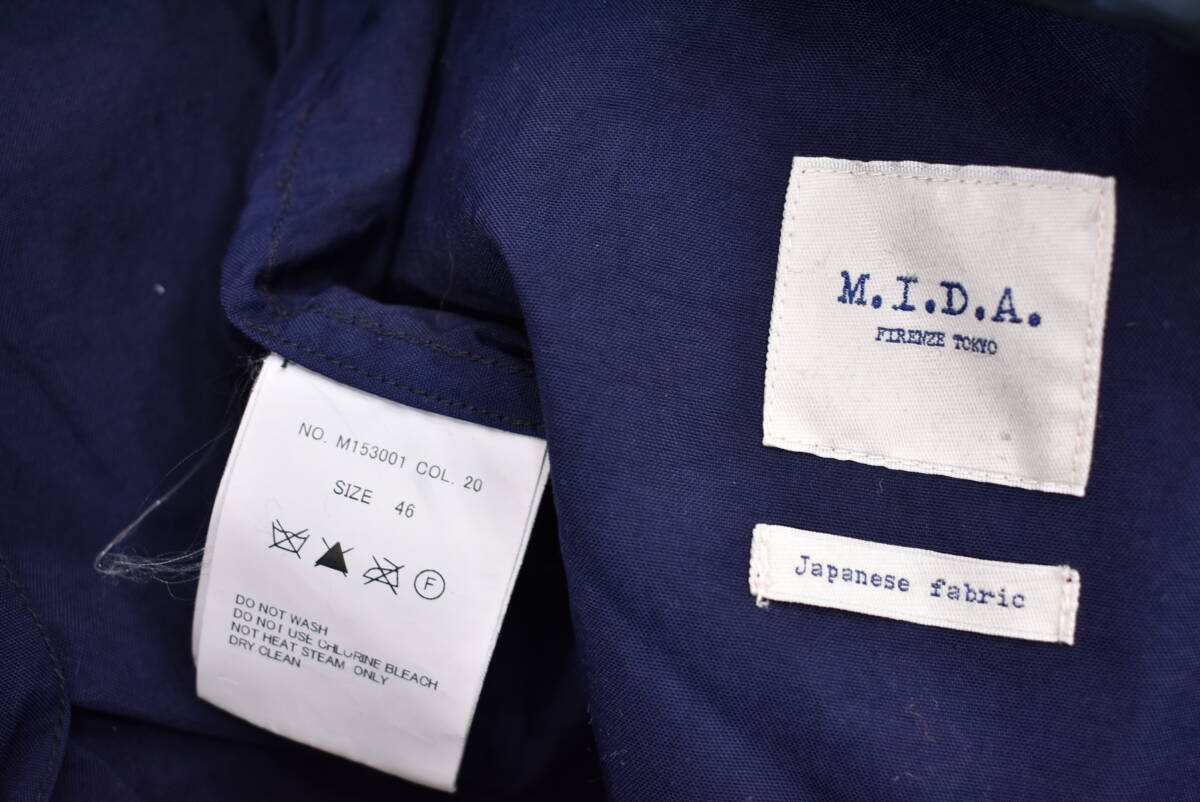 M.I.D.A.
FIRENZE TOKYO
Japanese fabric
NO. M153001 COL. 20
SIZE 46
F
DO NOT WASH
DO NOT USE CHLORINE BLEACH
NOT HEAT STEAM ONLY
DRY CLEAN